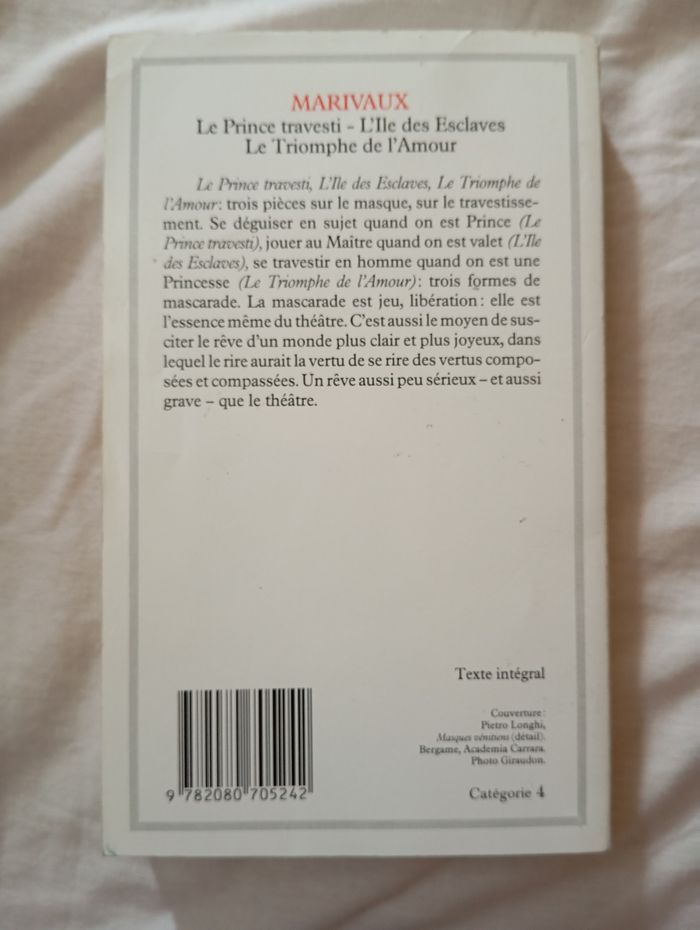 MARIVAUX
Le Prince travesti - L'Ile des Esclaves
Le Triomphe de l'Amour
Le Prince travesti, L'Ile des Esclaves, Le Triomphe de
l'Amour : trois pièces sur le masque, sur le travestisse-
ment. Se déguiser en sujet quand on est Prince (Le
Prince travesti), jouer au Maître quand on est valet (L'Ile
des Esclaves), se travestir en homme quand on est une
Princesse (Le Triomphe de l'Amour) : trois formes de
mascarade. La mascarade est jeu, libération : elle est
l'essence même du théâtre. C'est aussi le moyen de sus-
citer le rêve d'un monde plus clair et plus joyeux, dans
lequel le rire aurait la vertu de se rire des vertus compo-
sées et compassées. Un rêve aussi peu sérieux – et aussi
grave – que le théâtre.
Texte intégral
Couverture :
Pietro Longhi,
Masques vénitiens (détail).
Bergame, Academia Carrara.
Photo Giraudon.
9 782080 705242
Catégorie 4